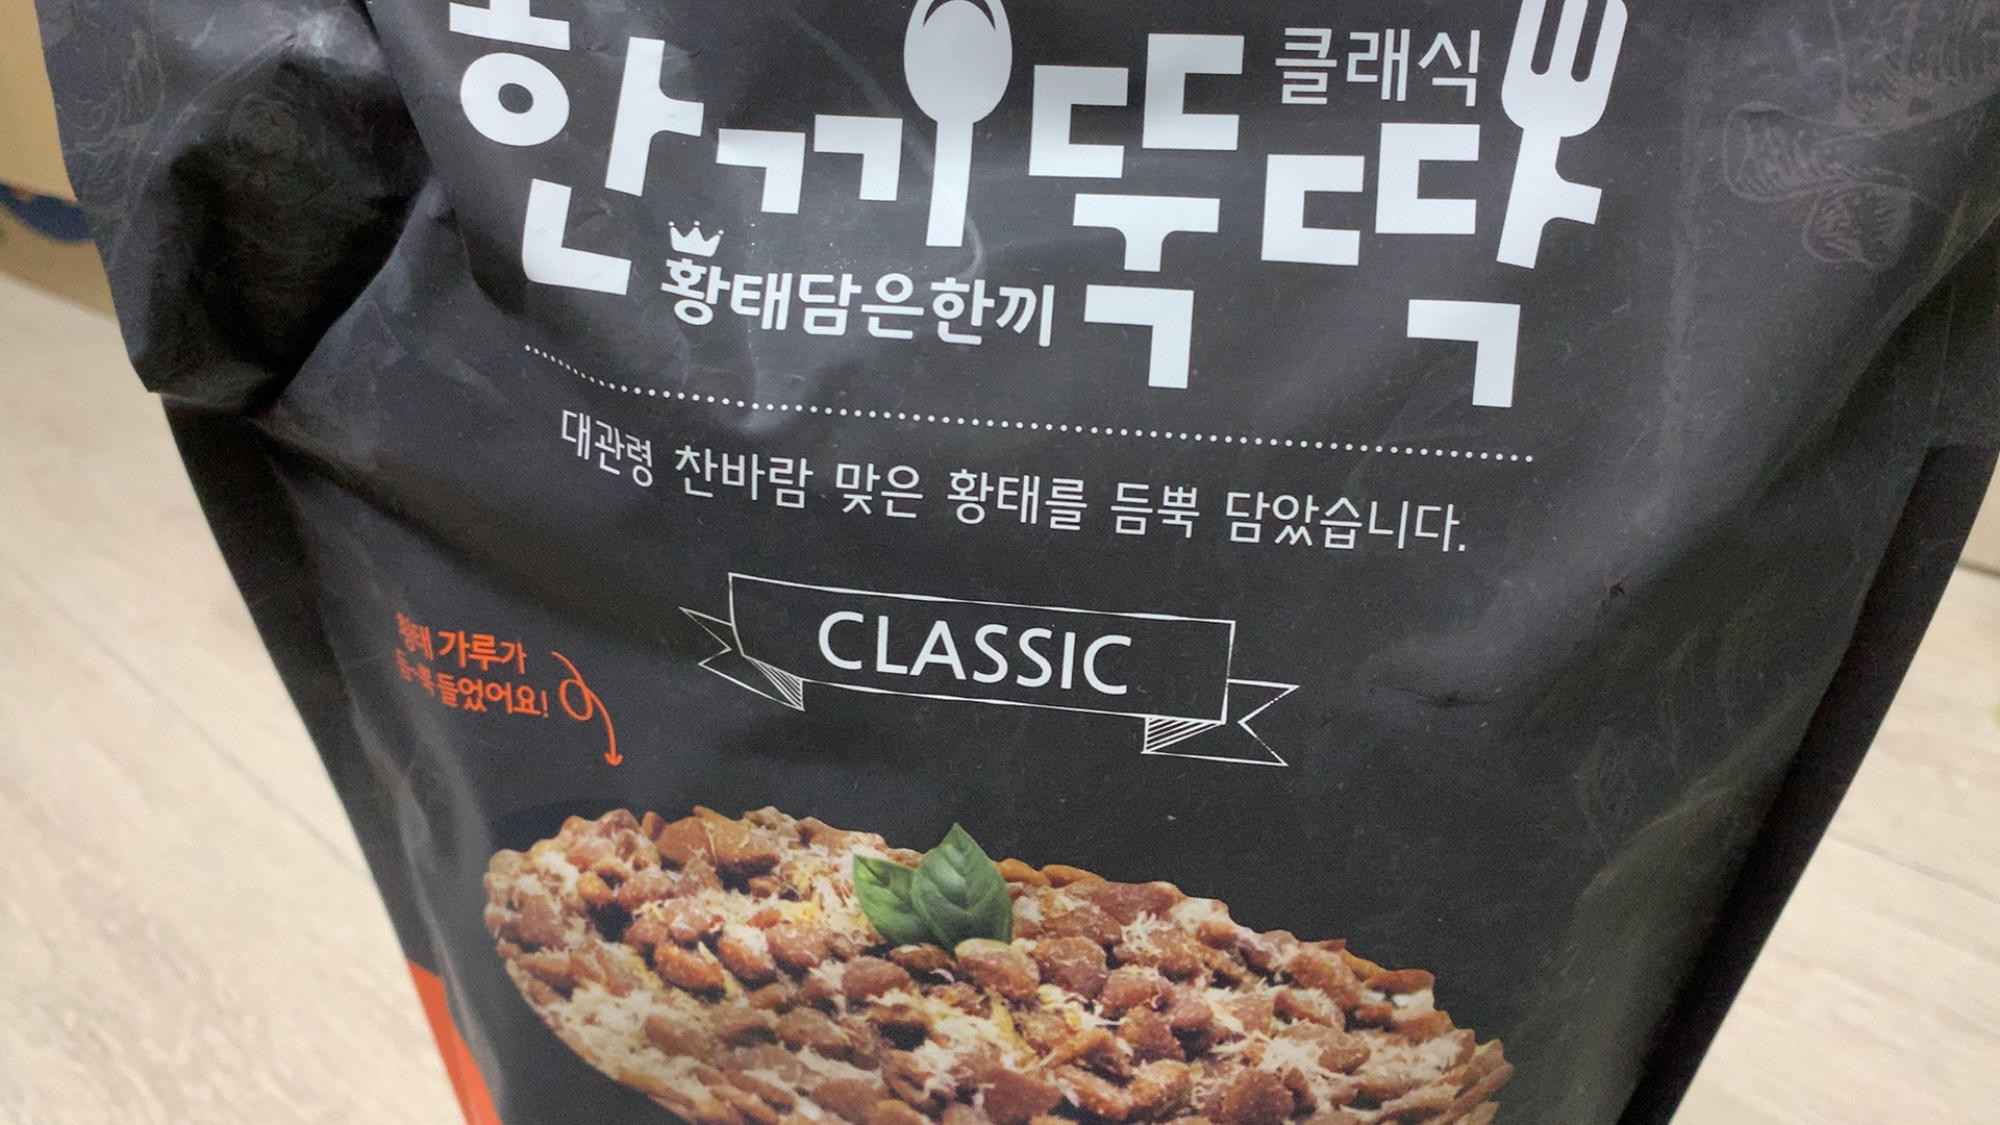 한끼뚝딱
클래식
황태담은한끼
대관령 찬바람 맞은 황태를 듬뿍 담았습니다.
CLASSIC
황태 가루가
듬~뿍 들었어요!